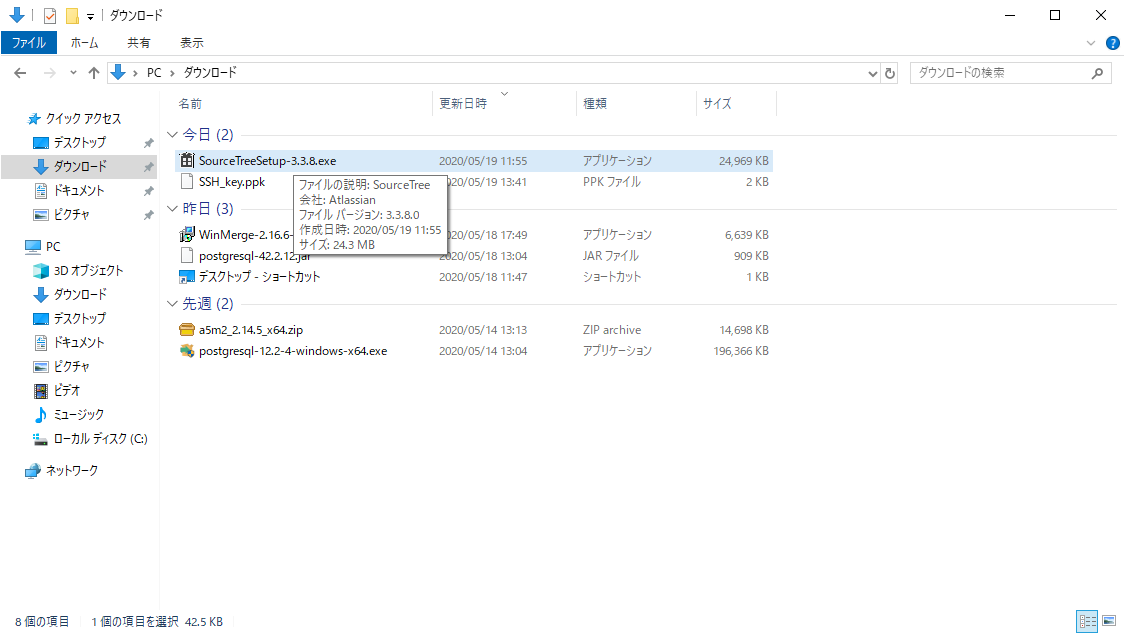 ダウンロード
ファイル ホーム 共有 表示
PC ダウンロード ダウンロードの検索
名前 更新日時 種類 サイズ
クイック アクセス
デスクトップ
ダウンロード
ドキュメント
ピクチャ
PC
3D オブジェクト
ダウンロード
デスクトップ
ドキュメント
ピクチャ
ビデオ
ミュージック
ローカル ディスク (C:)
ネットワーク
今日 (2)
SourceTreeSetup-3.3.8.exe 2020/05/19 11:55 アプリケーション 24,969 KB
SSH_key.ppk 2020/05/19 13:41 PPK ファイル 2 KB
ファイルの説明: SourceTree
会社: Atlassian
ファイル バージョン: 3.3.8.0
作成日時: 2020/05/19 11:55
サイズ: 24.3 MB
昨日 (3)
WinMerge-2.16.6- 2020/05/18 17:49 アプリケーション 6,639 KB
postgresql-42.2.12.jar 2020/05/18 13:04 JAR ファイル 909 KB
デスクトップ - ショートカット 2020/05/18 11:47 ショートカット 1 KB
先週 (2)
a5m2_2.14.5_x64.zip 2020/05/14 13:13 ZIP archive 14,698 KB
postgresql-12.2-4-windows-x64.exe 2020/05/14 13:04 アプリケーション 196,366 KB
8 個の項目 1 個の項目を選択 42.5 KB